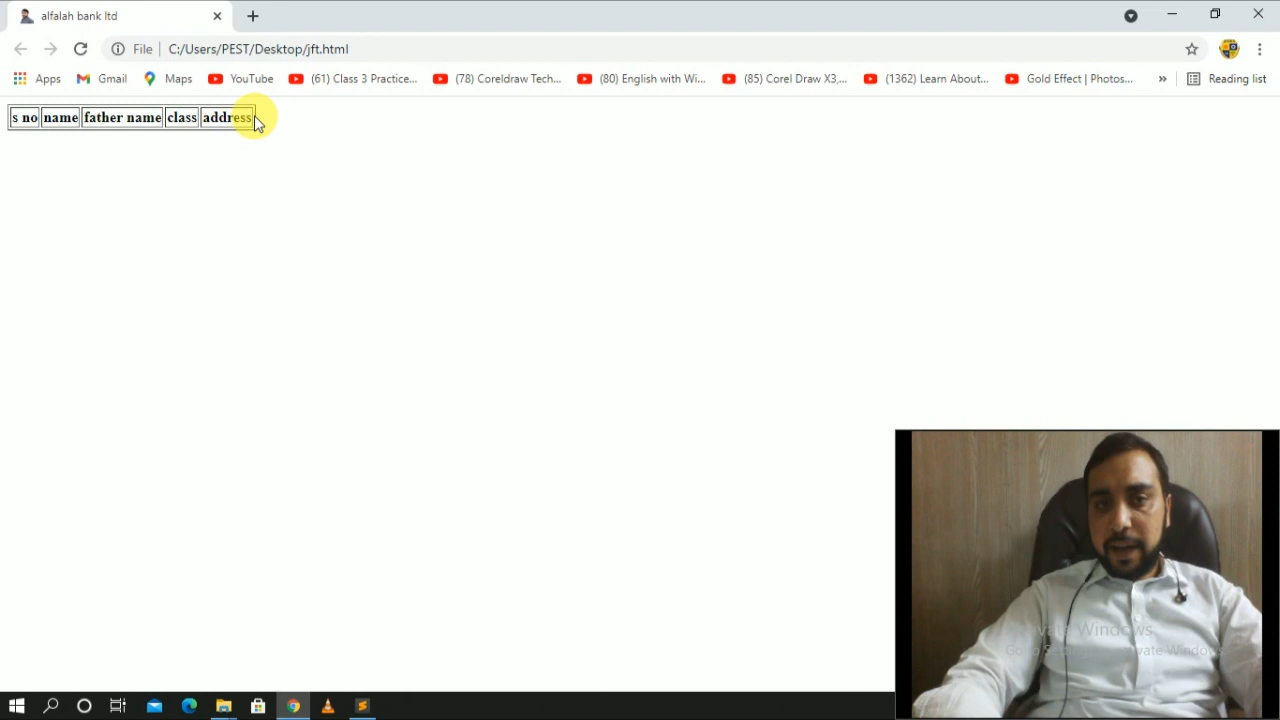 alfalah bank ltd
File C:/Users/PEST/Desktop/jft.html
Apps Gmail Maps YouTube (61) Class 3 Practice... (78) Coreldraw Tech... (80) English with Wi... (85) Corel Draw X3,... (1362) Learn About... Gold Effect | Photos... » Reading list
s no name father name class address
Windows